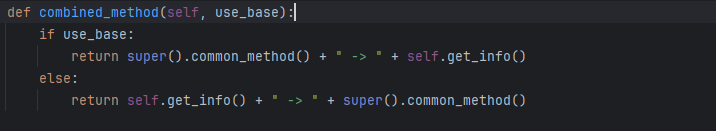 def combined_method(self, use_base):
    if use_base:
        return super().common_method() + " -> " + self.get_info()
    else:
        return self.get_info() + " -> " + super().common_method()